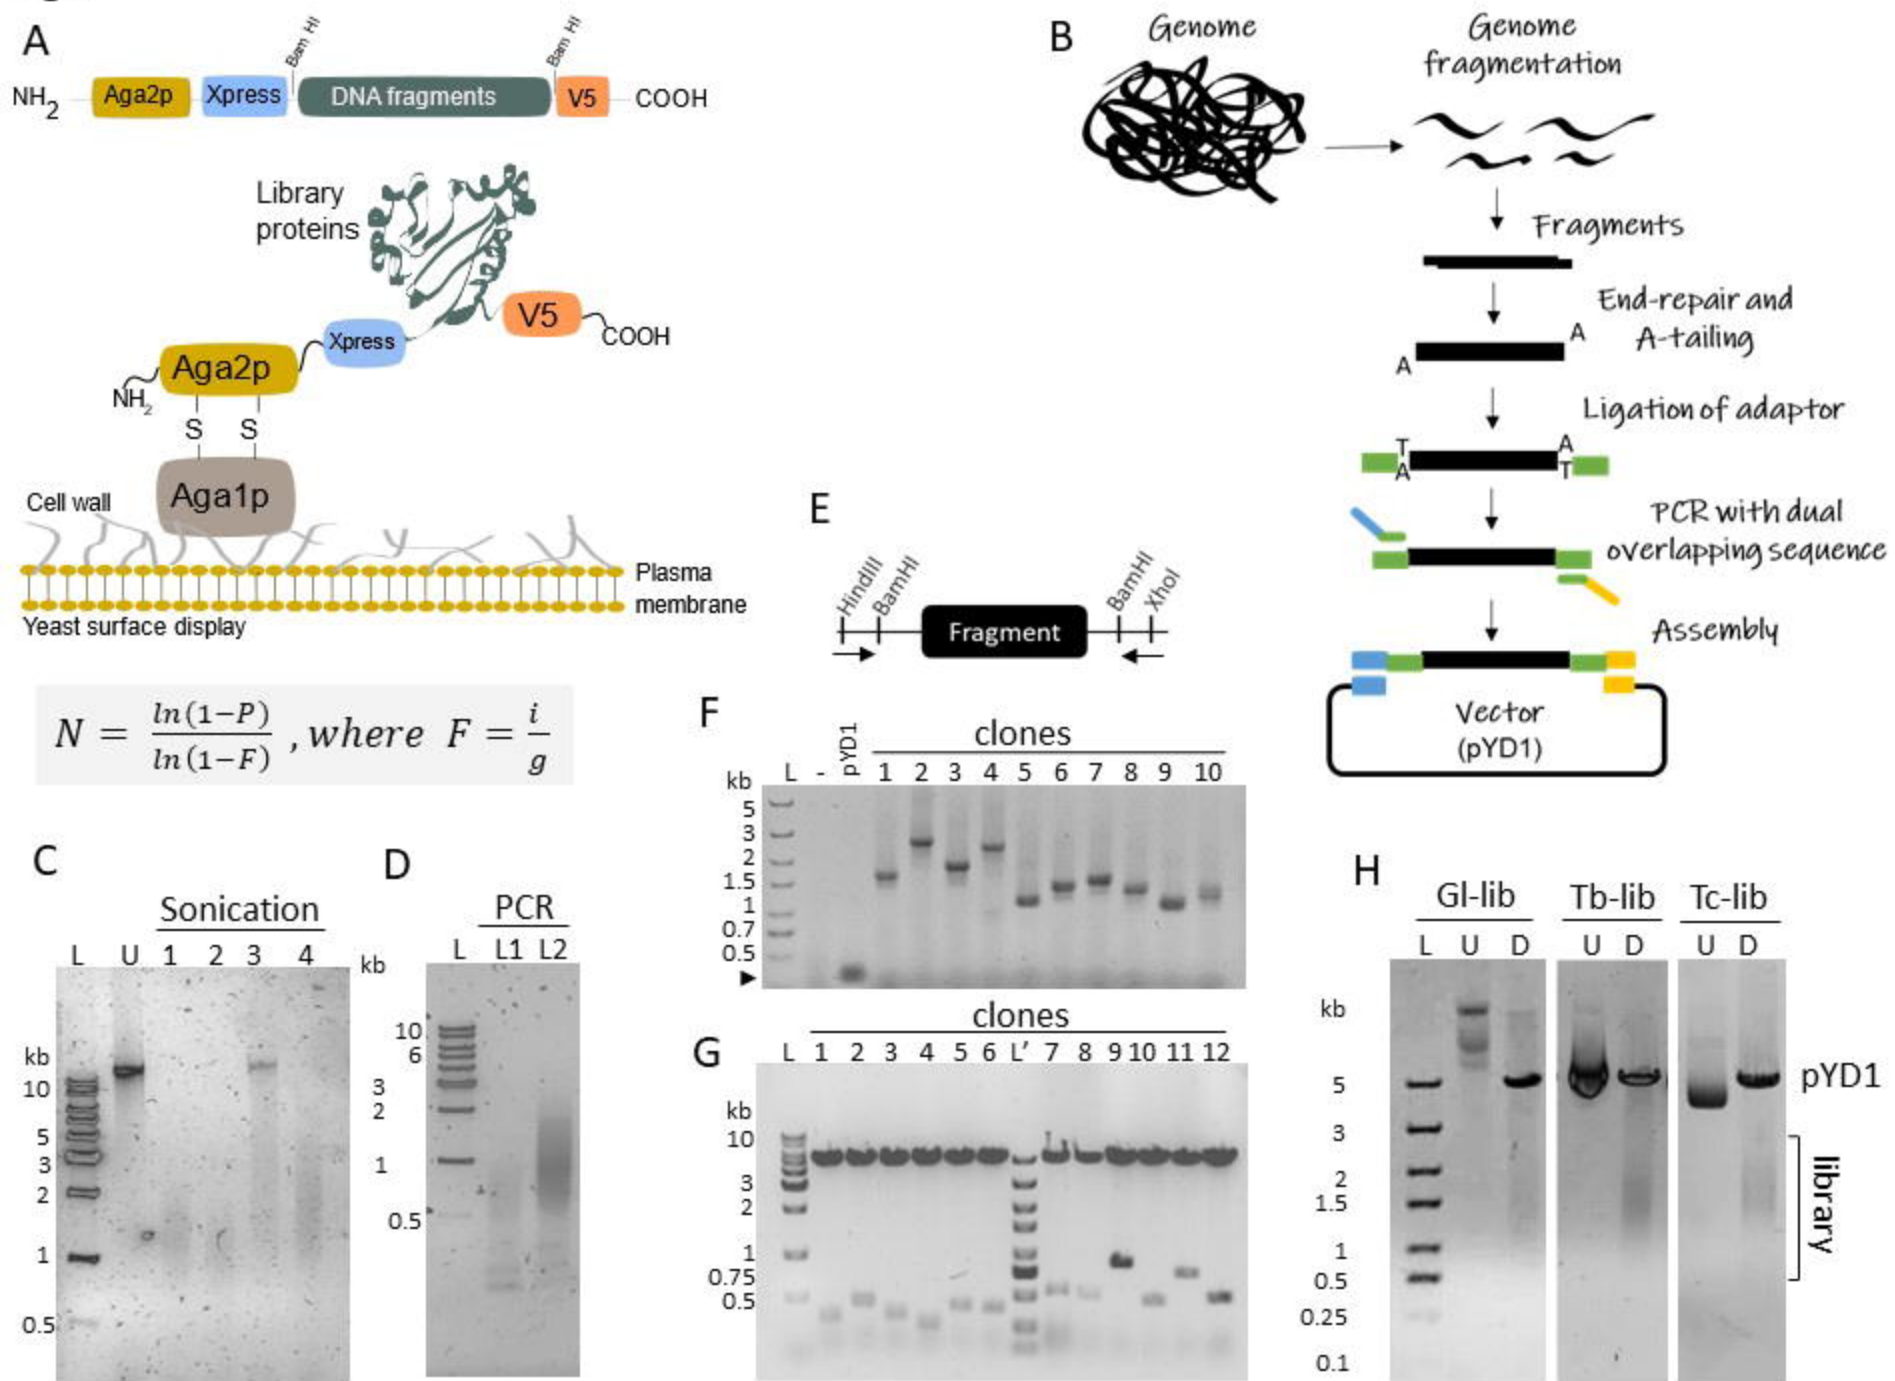 A
Bam HI
Bam HI
NH2
Aga2p
Xpress
DNA fragments
V5
COOH
Library
proteins
V5
COOH
Xpress
Aga2p
NH2
S
S
Aga1p
Cell wall
Plasma
membrane
Yeast surface display
N = ln(1−P) / ln(1−F) , where F = i / g
B
Genome
Genome
fragmentation
Fragments
End-repair and
A-tailing
A
A
Ligation of adaptor
T
A
A
T
PCR with dual
overlapping sequence
Assembly
Vector
(pYD1)
C
Sonication
L U 1 2 3 4
kb
10
5
3
2
1
0.5
D
PCR
L L1 L2
kb
10
6
3
2
1
0.5
E
HindIII
BamHI
BamHI
XhoI
Fragment
F
clones
L - pYD1 1 2 3 4 5 6 7 8 9 10
kb
5
3
2
1.5
1
0.7
0.5
G
clones
L 1 2 3 4 5 6 L′ 7 8 9 10 11 12
kb
10
3
2
1
0.75
0.5
H
Gl-lib Tb-lib Tc-lib
L U D U D U D
kb
5
3
2
1.5
1
0.5
0.25
0.1
pYD1
library